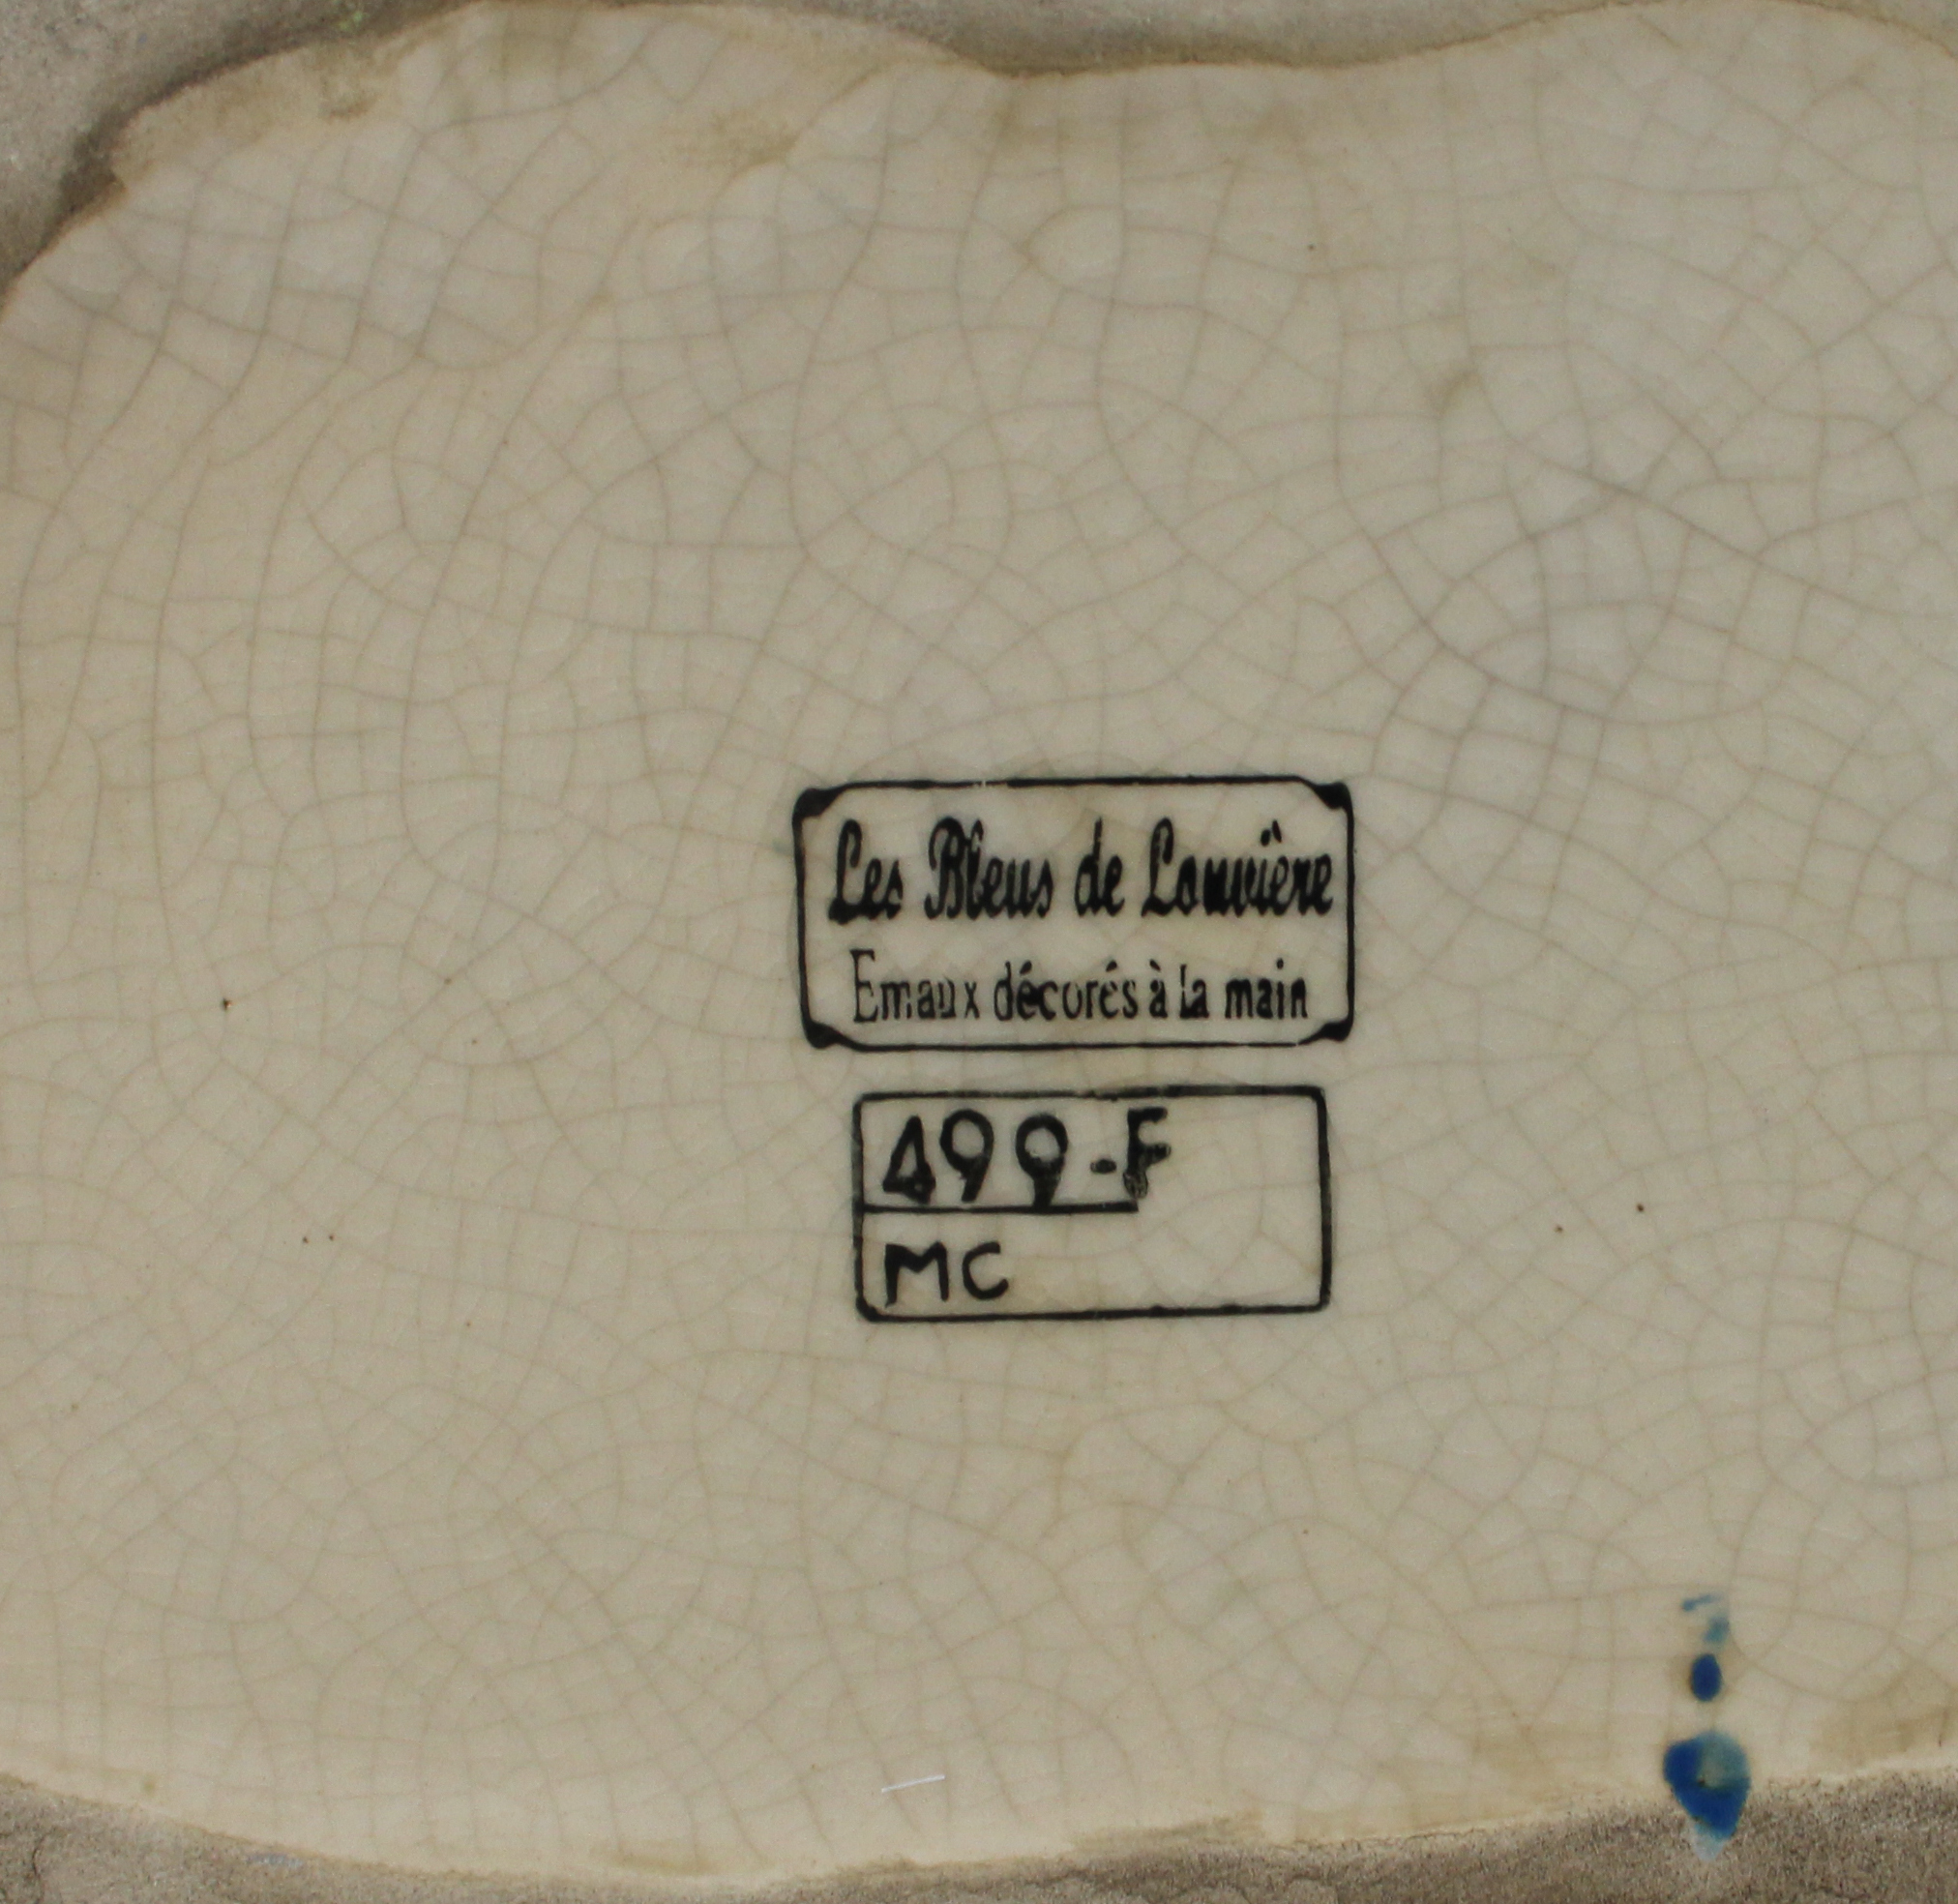 Les Bleus de Louvière
Emaux décorés à la main
499-F
MC